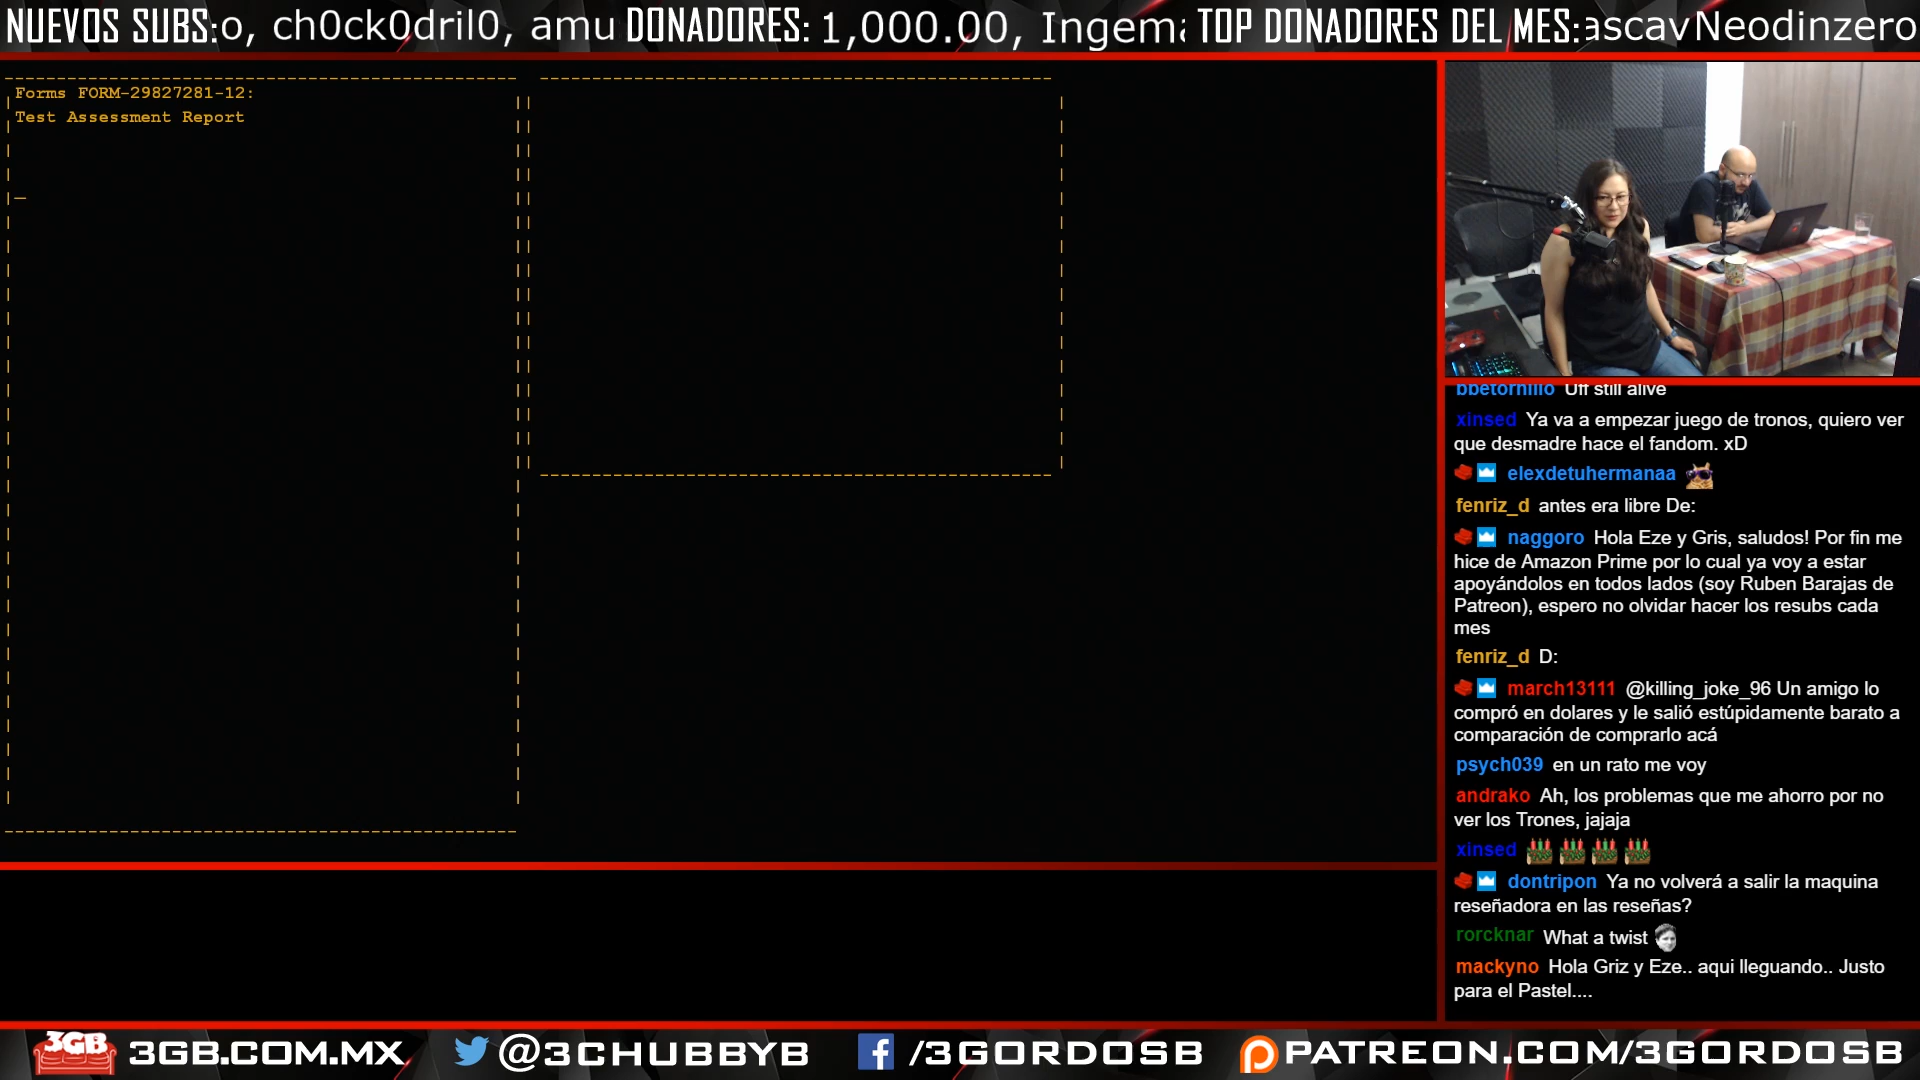 NUEVOS SUBS:
o, ch0ck0dril0, amu
DONADORES:
1,000.00, Ingem
TOP DONADORES DEL MES:
ascavNeodinzero
Forms FORM-29827281-12:
Test Assessment Report
bbetornillo Uff still alive
xinsed Ya va a empezar juego de tronos, quiero ver
que desmadre hace el fandom. xD
elexdetuhermanaa
fenriz_d antes era libre De:
naggoro Hola Eze y Gris, saludos! Por fin me
hice de Amazon Prime por lo cual ya voy a estar
apoyándolos en todos lados (soy Ruben Barajas de
Patreon), espero no olvidar hacer los resubs cada
mes
fenriz_d D:
march13111 @killing_joke_96 Un amigo lo
compró en dolares y le salió estúpidamente barato a
comparación de comprarlo acá
psych039 en un rato me voy
andrako Ah, los problemas que me ahorro por no
ver los Trones, jajaja
xinsed
dontripon Ya no volverá a salir la maquina
reseñadora en las reseñas?
rorcknar What a twist
mackyno Hola Griz y Eze.. aqui lleguando.. Justo
para el Pastel....
3GB
3GB.COM.MX
@3CHUBBYB
/3GORDOSB
PATREON.COM/3GORDOSB